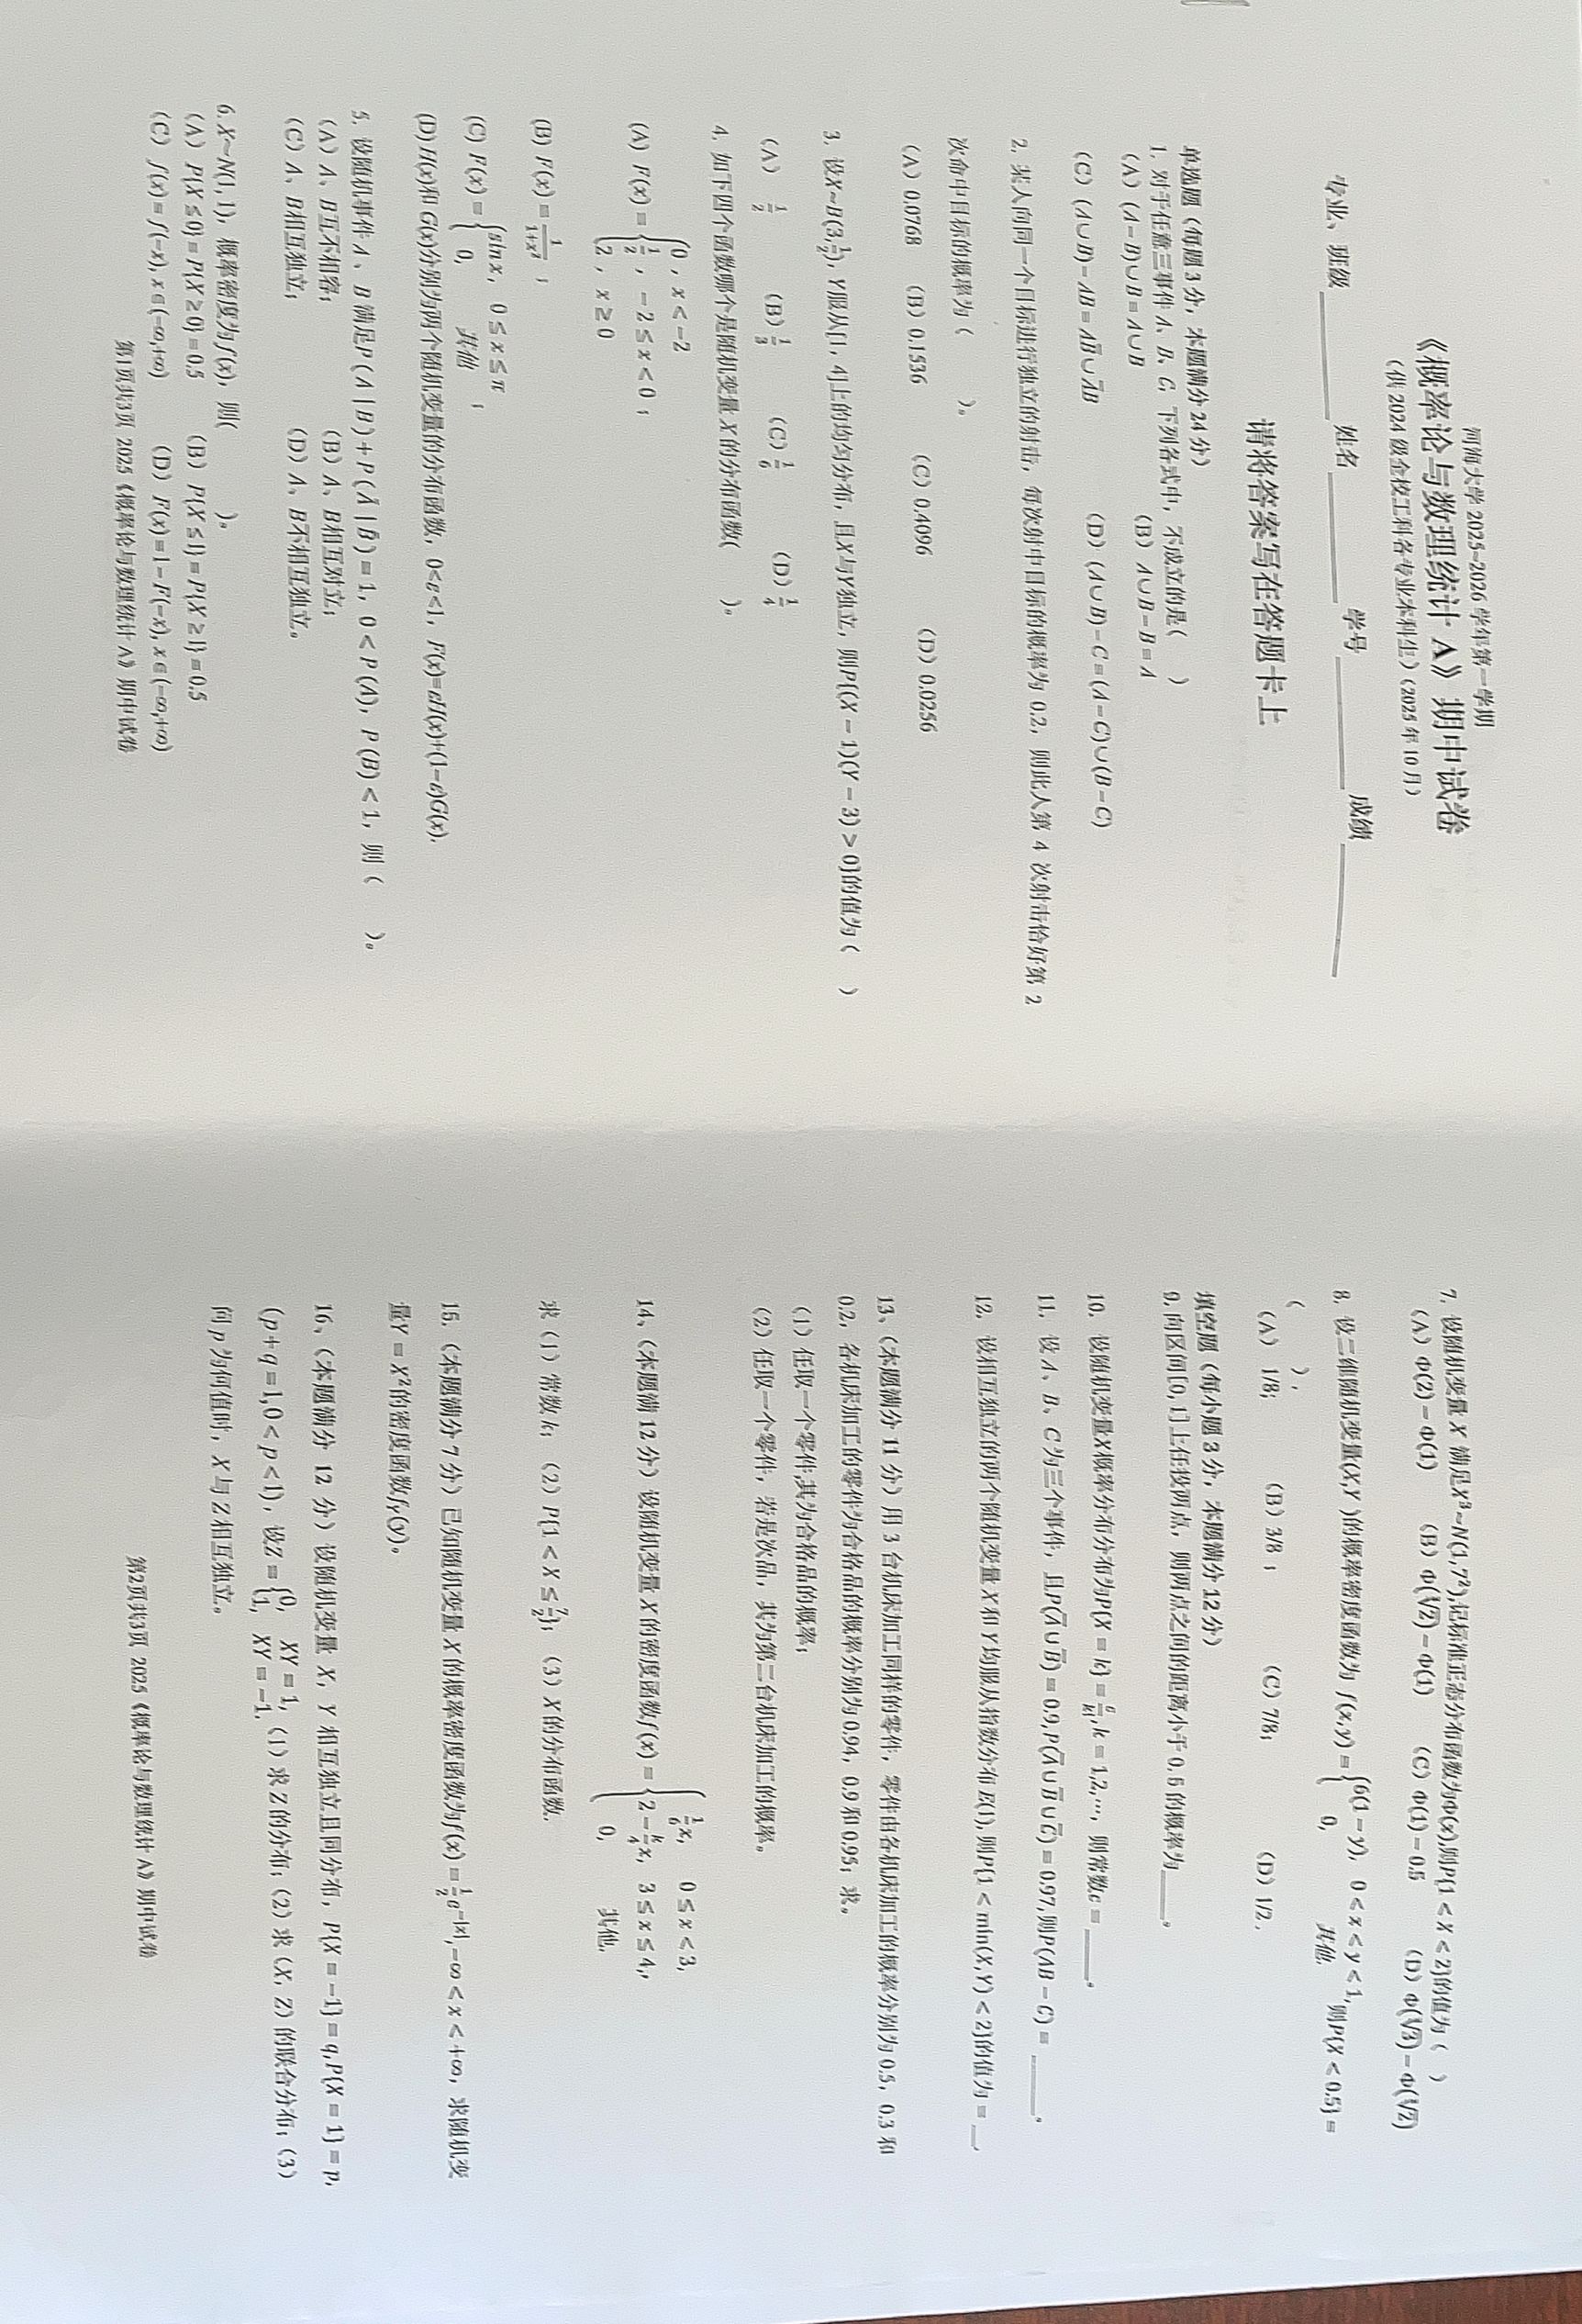 河海大学 2025~2026 学年第一学期
《概率论与数理统计 A》期中试卷
(供 2024 级全校工科各专业本科生)(2025 年 10 月)
专业、班级________ 姓名________ 学号________ 成绩________
请将答案写在答题卡上
单选题(每题 3 分,本题满分 24 分)
1. 对于任意三事件 A、B、C,下列各式中,不成立的是( )
(A)(A−B)∪B = A∪B (B)A∪B−B = A
(C)(A∪B)−AB = AB̄∪ĀB (D)(A∪B)−C = (A−C)∪(B−C)
2. 某人向同一个目标进行独立的射击,每次射中目标的概率为 0.2,则此人第 4 次射击恰好第 2
次命中目标的概率为( )。
(A)0.0768 (B)0.1536 (C)0.4096 (D)0.0256
3. 设X~B(3,½),Y服从[1,4]上的均匀分布,且X与Y独立,则P{(X−1)(Y−3)>0}的值为( )
(A)1/2 (B)1/3 (C)1/6 (D)1/4
4. 如下四个函数哪个是随机变量 X 的分布函数( )。
(A)F(x) = {0, x < −2
1/2, −2 ≤ x < 0;
2, x ≥ 0
(B)F(x) = 1/(1+x²);
(C)F(x) = {sinx, 0 ≤ x ≤ π
0, 其他;
(D)H(x)和 G(x)分别为两个随机变量的分布函数,0<a<1,F(x)=aH(x)+(1−a)G(x).
5. 设随机事件 A、B 满足P(A|B)+P(Ā|B̄)=1,0<P(A),P(B)<1,则( )。
(A)A、B互不相容; (B)A、B相互对立;
(C)A、B相互独立; (D)A、B不相互独立。
6. X~N(1,1),概率密度为f(x),则( )。
(A)P{X ≤ 0} = P{X ≥ 0} = 0.5 (B)P{X ≤ 1} = P{X ≥ 1} = 0.5
(C)f(x) = f(−x), x∈(−∞,+∞) (D)F(x) = 1 − F(−x), x∈(−∞,+∞)
第1页共3页 2025《概率论与数理统计 A》期中试卷
7. 设随机变量 X 满足X³~N(1,7²),记标准正态分布函数为Φ(x),则P{1 < X < 2}的值为( )
(A)Φ(2)−Φ(1) (B)Φ(∛2)−Φ(1) (C)Φ(1)−0.5 (D)Φ(∛3)−Φ(∛2)
8. 设二维随机变量(X,Y)的概率密度函数为 f(x,y) = {6(1−y), 0 < x < y < 1, 则P{X < 0.5} =
0, 其他.
( ).
(A)1/8; (B)3/8; (C)7/8; (D)1/2.
填空题(每小题 3 分,本题满分 12 分)
9. 向区间[0,1]上任投两点,则两点之间的距离小于 0.5 的概率为_____。
10. 设随机变量X概率分布分布为P{X = k} = c/k!, k = 1,2,⋯,则常数c = _____。
11. 设 A、B、C 为三个事件,且P(Ā∪B̄) = 0.9,P(Ā∪B̄∪C̄) = 0.97,则P(AB − C) = _____。
12. 设相互独立的两个随机变量 X 和 Y均服从指数分布 E(1),则P{1 < min(X,Y) < 2}的值为 = __.
13、(本题满分 11 分)用 3 台机床加工同样的零件,零件由各机床加工的概率分别为 0.5,0.3 和
0.2,各机床加工的零件为合格品的概率分别为 0.94,0.9 和 0.95;求。
(1)任取一个零件,其为合格品的概率;
(2)任取一个零件,若是次品,其为第二台机床加工的概率。
14、(本题满 12 分)设随机变量 X 的密度函数f(x) = {1/6 x, 0 ≤ x < 3,
2 − k/4 x, 3 ≤ x ≤ 4,,
0, 其他.
求(1)常数 k; (2)P{1 < X ≤ 7/2}; (3)X 的分布函数.
15. (本题满分 7 分)已知随机变量 X 的概率密度函数为f(x) = ½e^{−|x|}, −∞ < x < +∞,求随机变
量Y = X²的密度函数f_Y(y)。
16、(本题满分 12 分)设随机变量 X,Y 相互独立且同分布,P{X = −1} = q,P{X = 1} = p,
(p+q=1,0<p<1),设Z = {0, XY = 1, (1)求 Z 的分布;(2)求(X,Z)的联合分布;(3)
1, XY = −1.
问 p 为何值时,X 与 Z 相互独立。
第2页共3页 2025《概率论与数理统计 A》期中试卷